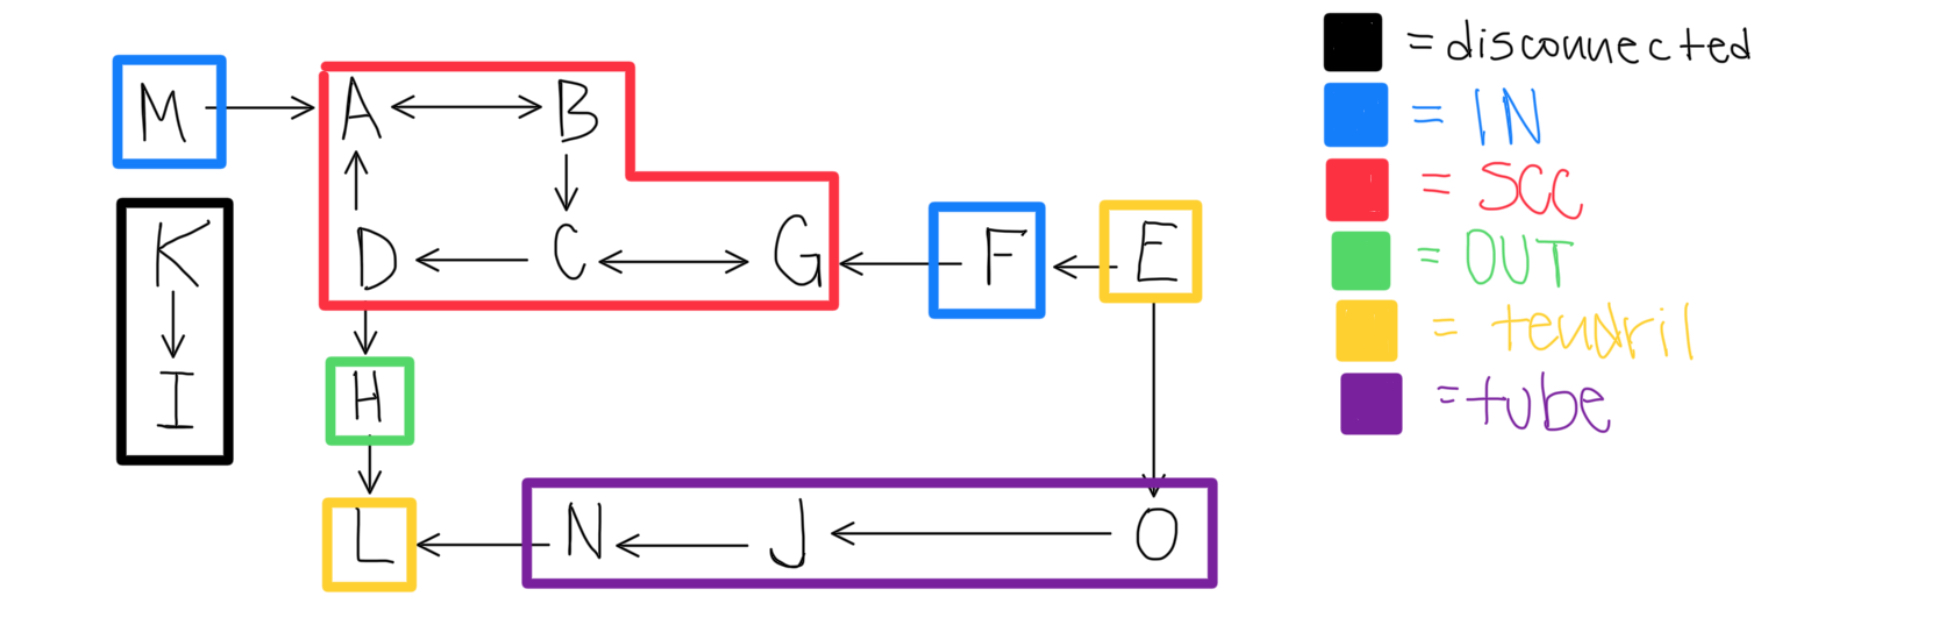 M A B
D C G F E
K
I
H
L N J O
= disconnected
= IN
= SCC
= OUT
= tendril
= tube